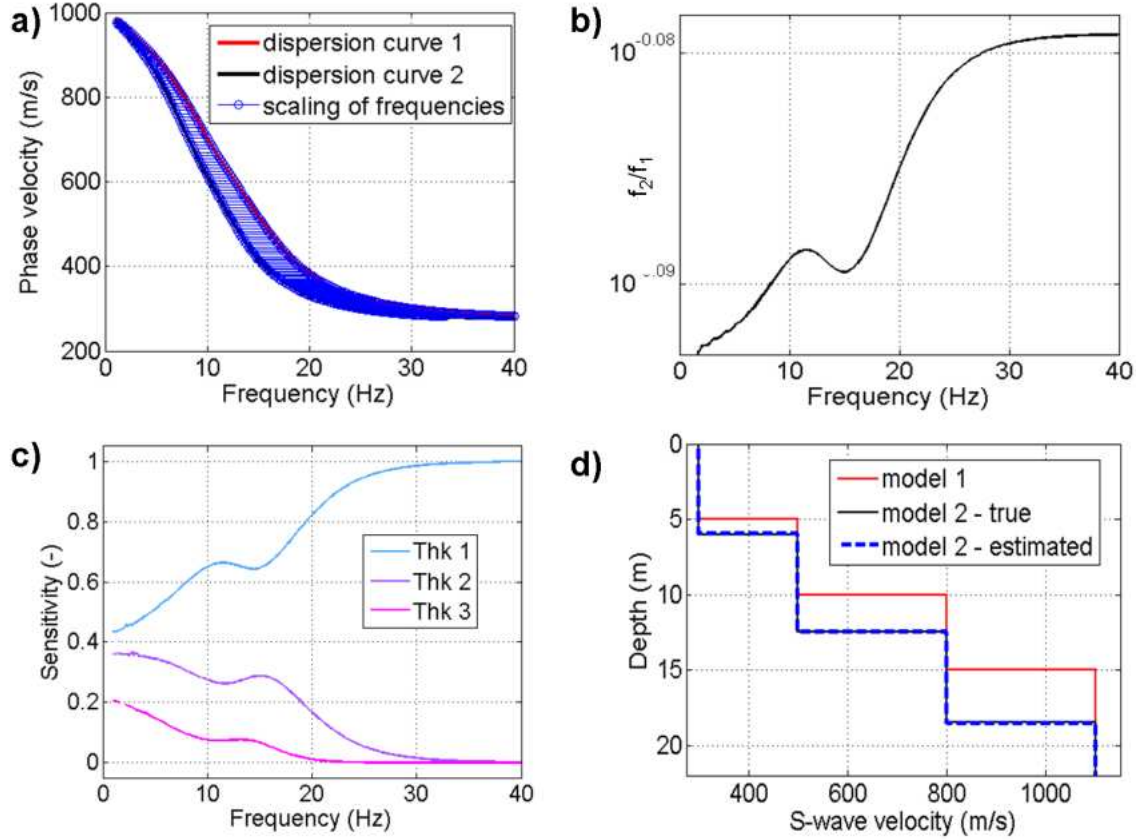 a)
1000
800
600
400
200
Phase velocity (m/s)
dispersion curve 1
dispersion curve 2
scaling of frequencies
0 10 20 30 40
Frequency (Hz)
b)
10^-0.08
10^-.09
f2/f1
0 10 20 30 40
Frequency (Hz)
c)
1
0.8
0.6
0.4
0.2
0
Sensitivity (-)
Thk 1
Thk 2
Thk 3
0 10 20 30 40
Frequency (Hz)
d)
0
5
10
15
20
Depth (m)
model 1
model 2 - true
model 2 - estimated
400 600 800 1000
S-wave velocity (m/s)